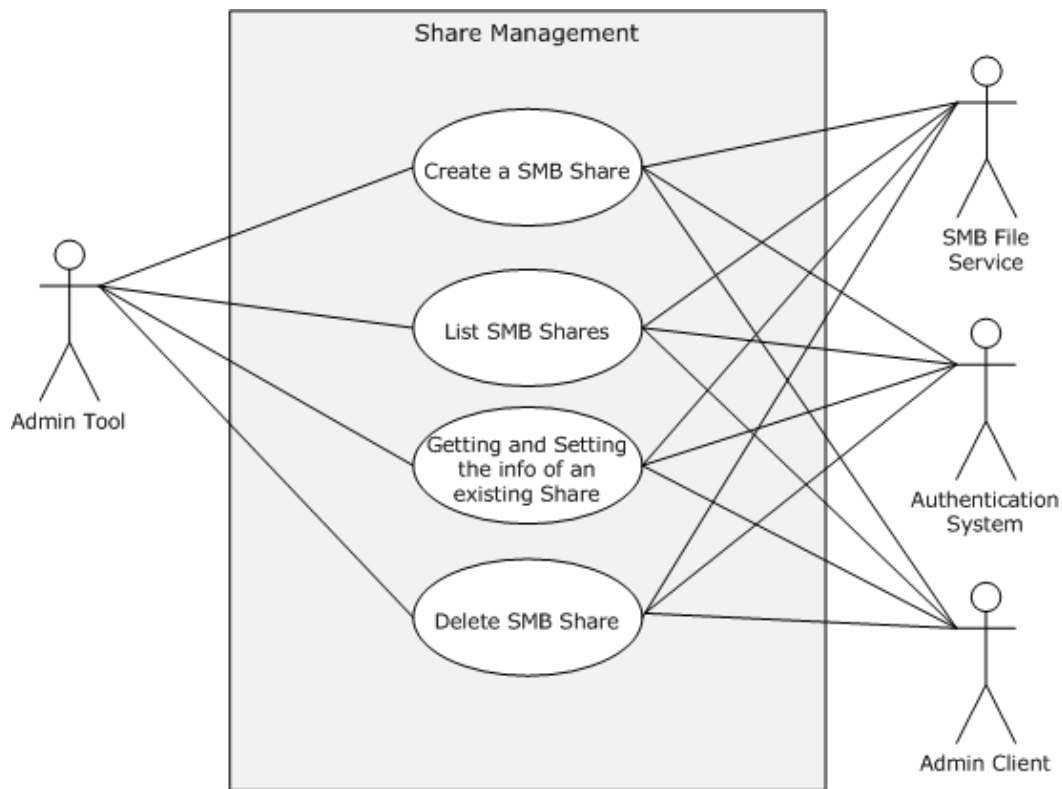 Share Management
Create a SMB Share
SMB File
Service
List SMB Shares
Admin Tool
Getting and Setting
the info of an
existing Share
Authentication
System
Delete SMB Share
Admin Client